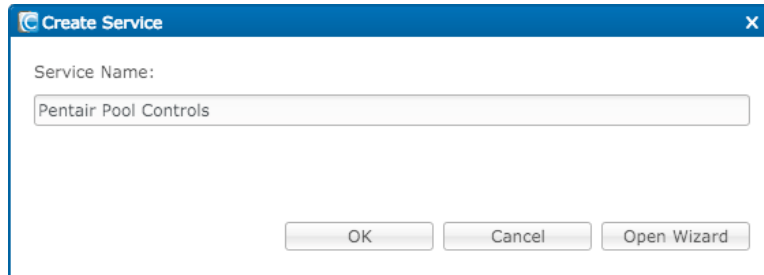 Create Service
Service Name:
Pentair Pool Controls
OK Cancel Open Wizard